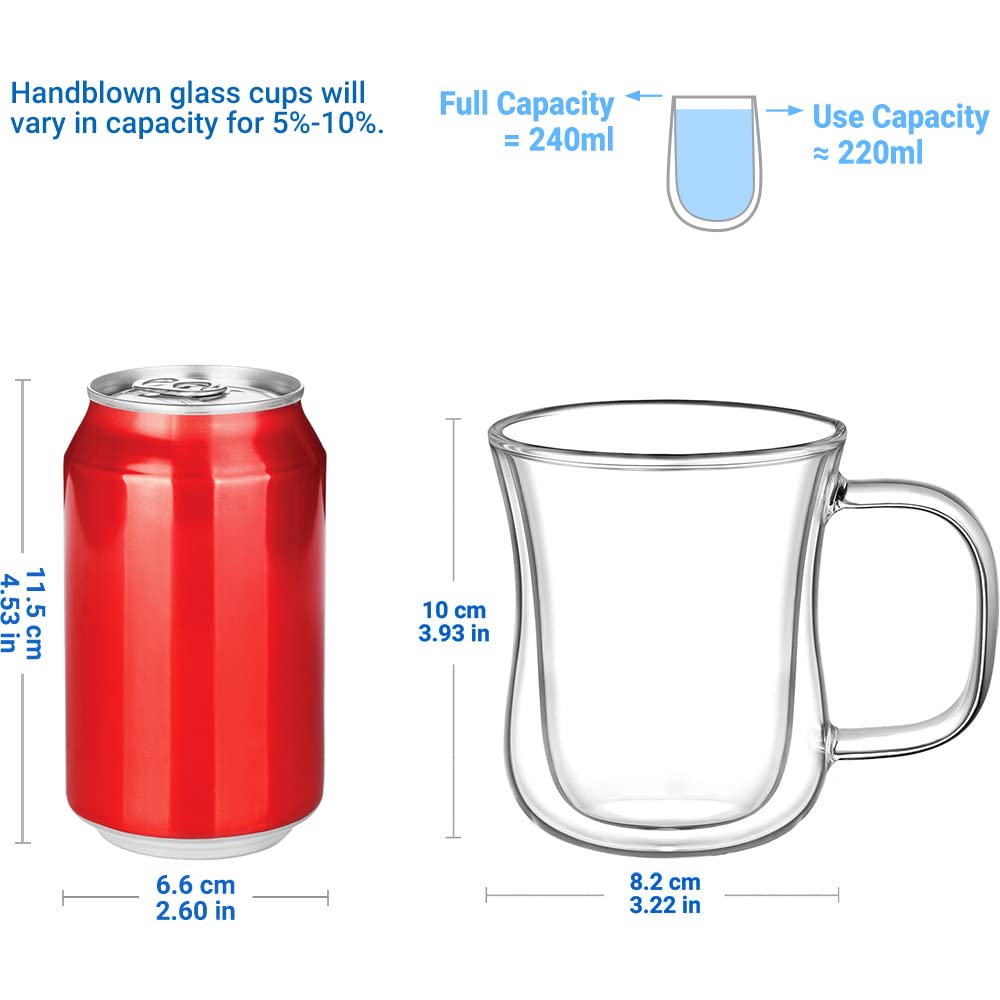 Handblown glass cups will
vary in capacity for 5%-10%.
Full Capacity
= 240ml
Use Capacity
≈ 220ml
11.5 cm
4.53 in
10 cm
3.93 in
6.6 cm
2.60 in
8.2 cm
3.22 in